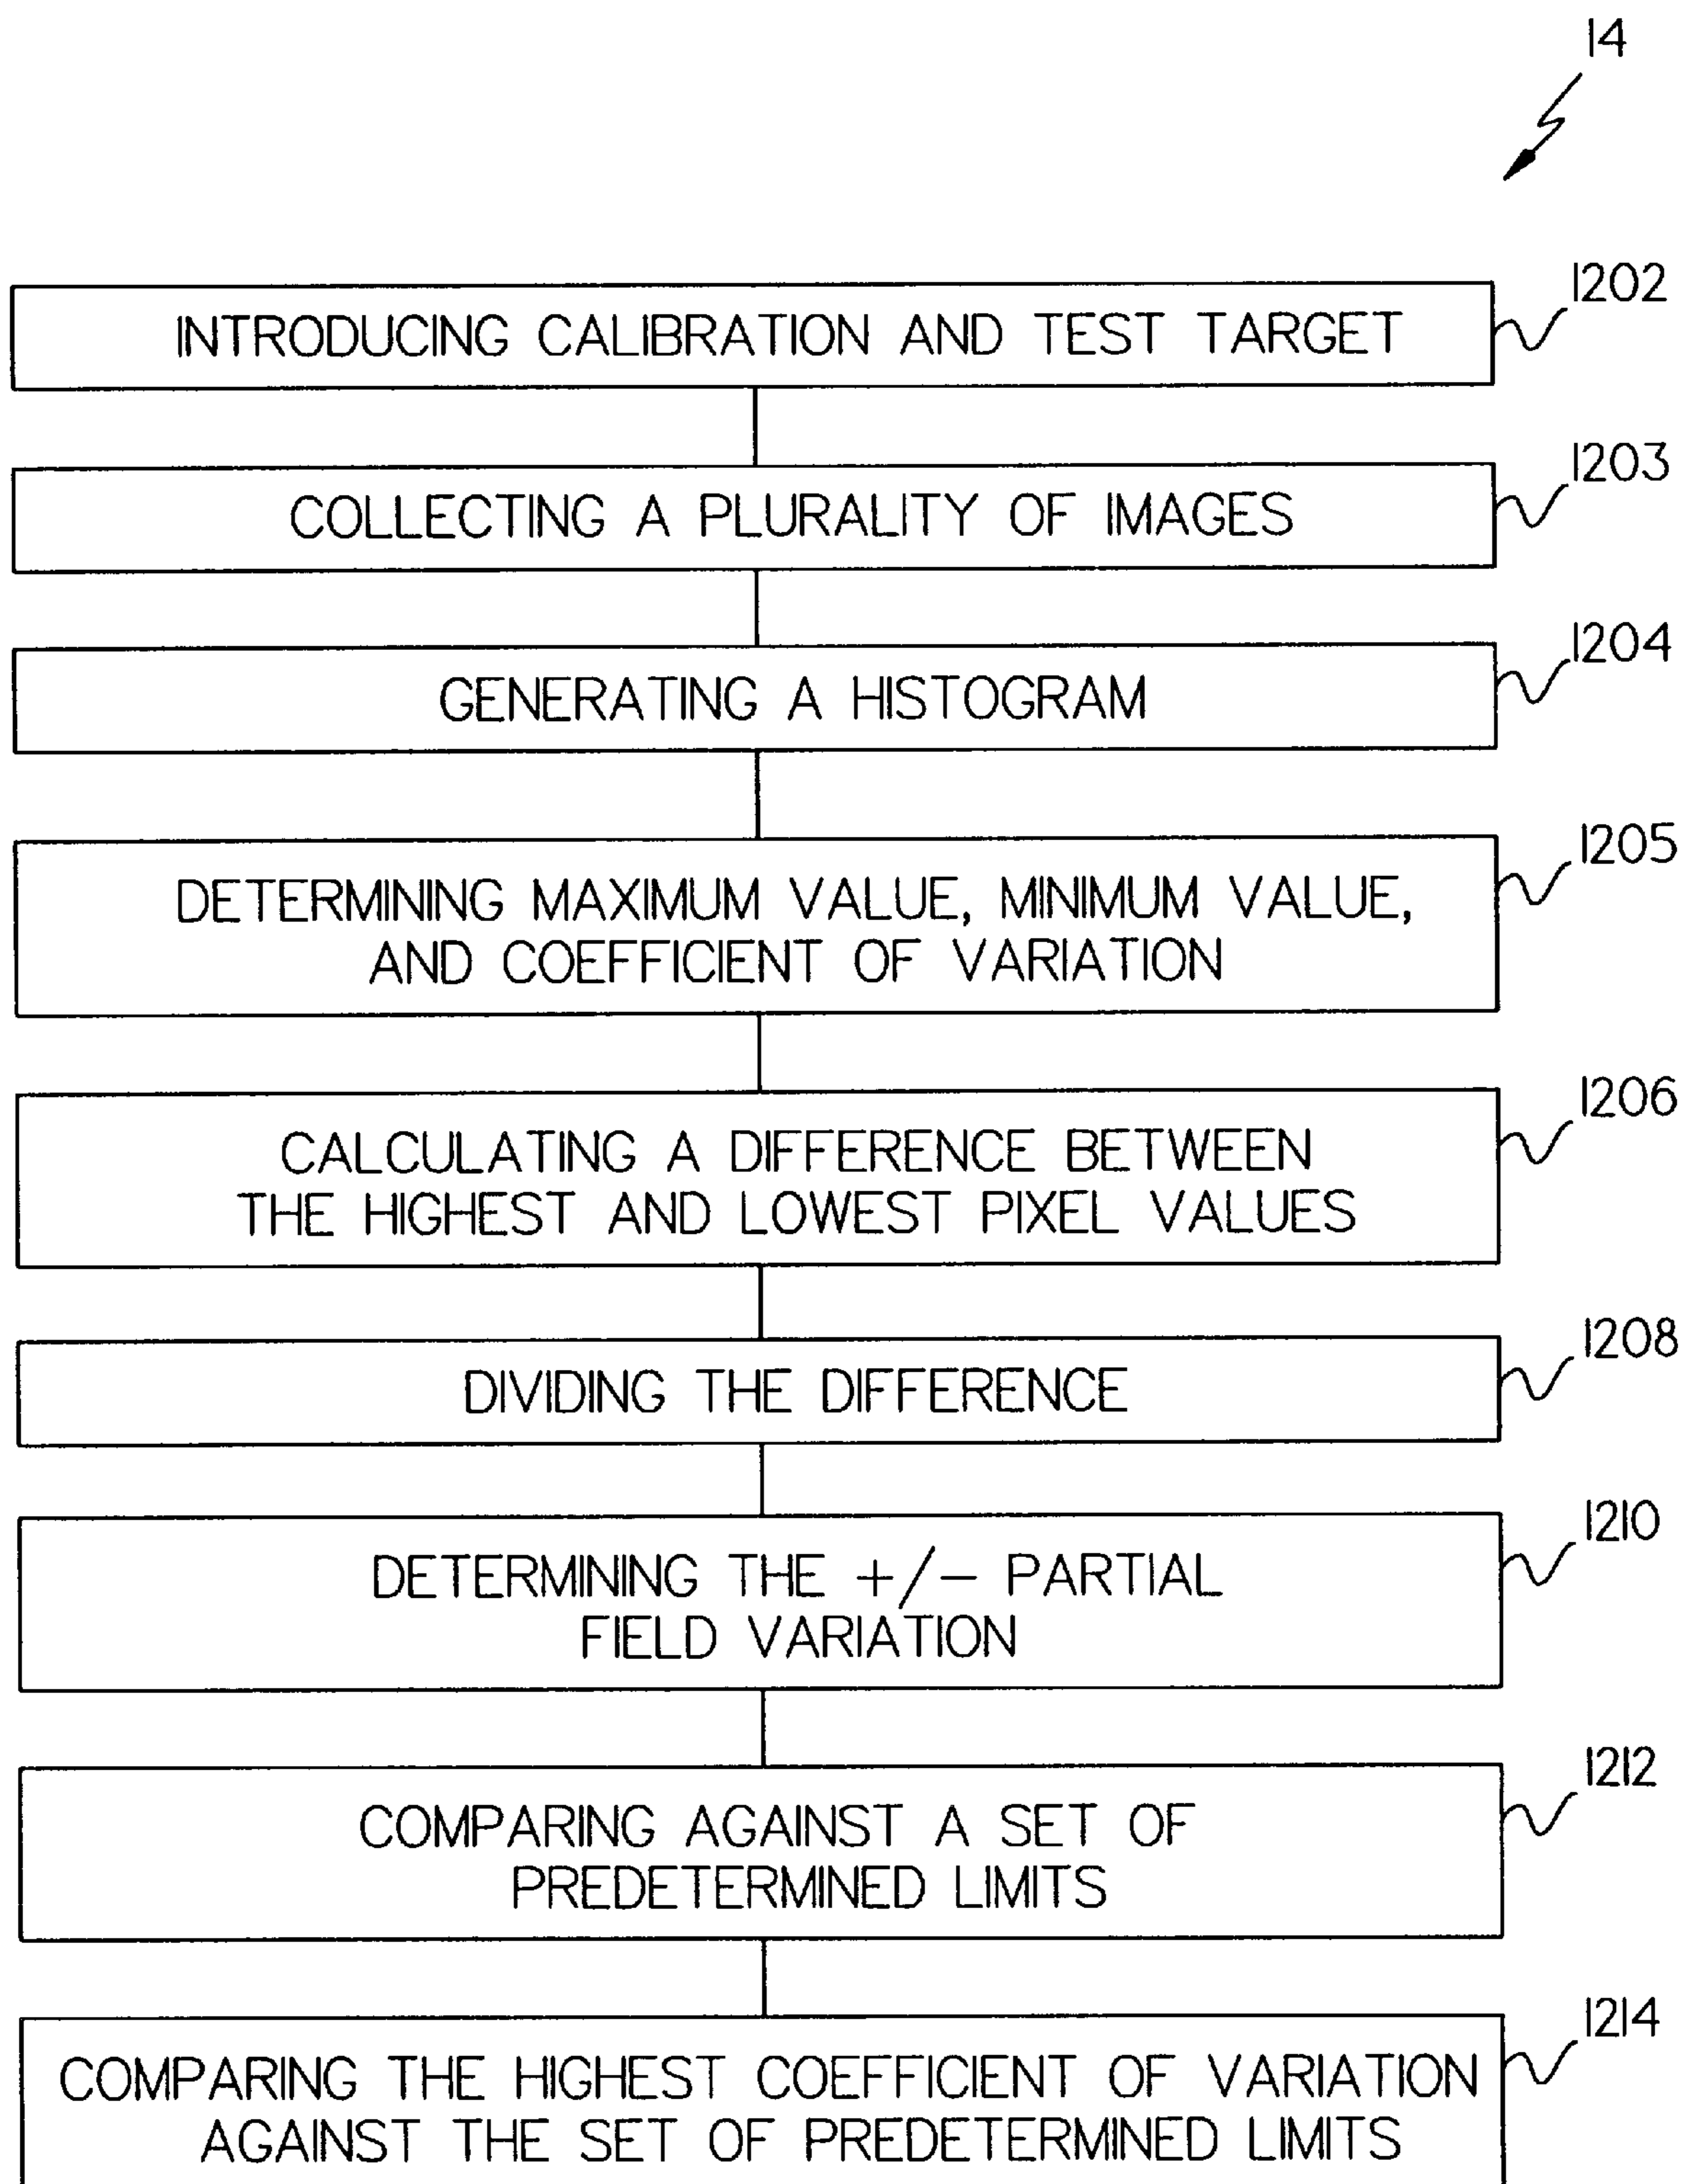 14
1202
INTRODUCING CALIBRATION AND TEST TARGET
1203
COLLECTING A PLURALITY OF IMAGES
1204
GENERATING A HISTOGRAM
1205
DETERMINING MAXIMUM VALUE, MINIMUM VALUE,
AND COEFFICIENT OF VARIATION
1206
CALCULATING A DIFFERENCE BETWEEN
THE HIGHEST AND LOWEST PIXEL VALUES
1208
DIVIDING THE DIFFERENCE
1210
DETERMINING THE +/- PARTIAL
FIELD VARIATION
1212
COMPARING AGAINST A SET OF
PREDETERMINED LIMITS
1214
COMPARING THE HIGHEST COEFFICIENT OF VARIATION
AGAINST THE SET OF PREDETERMINED LIMITS